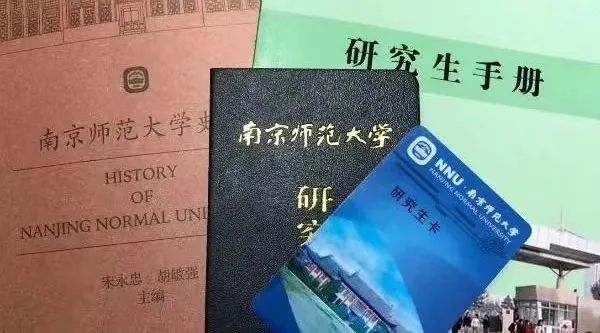 南京师范大学史
HISTORY
OF
NANJING NORMAL UNI
宋永忠 胡敏强
主编
南京师范大学
研
究
研究生手册
NNU 南京师范大学
NANJING NORMAL UNIVERSITY
研究生卡